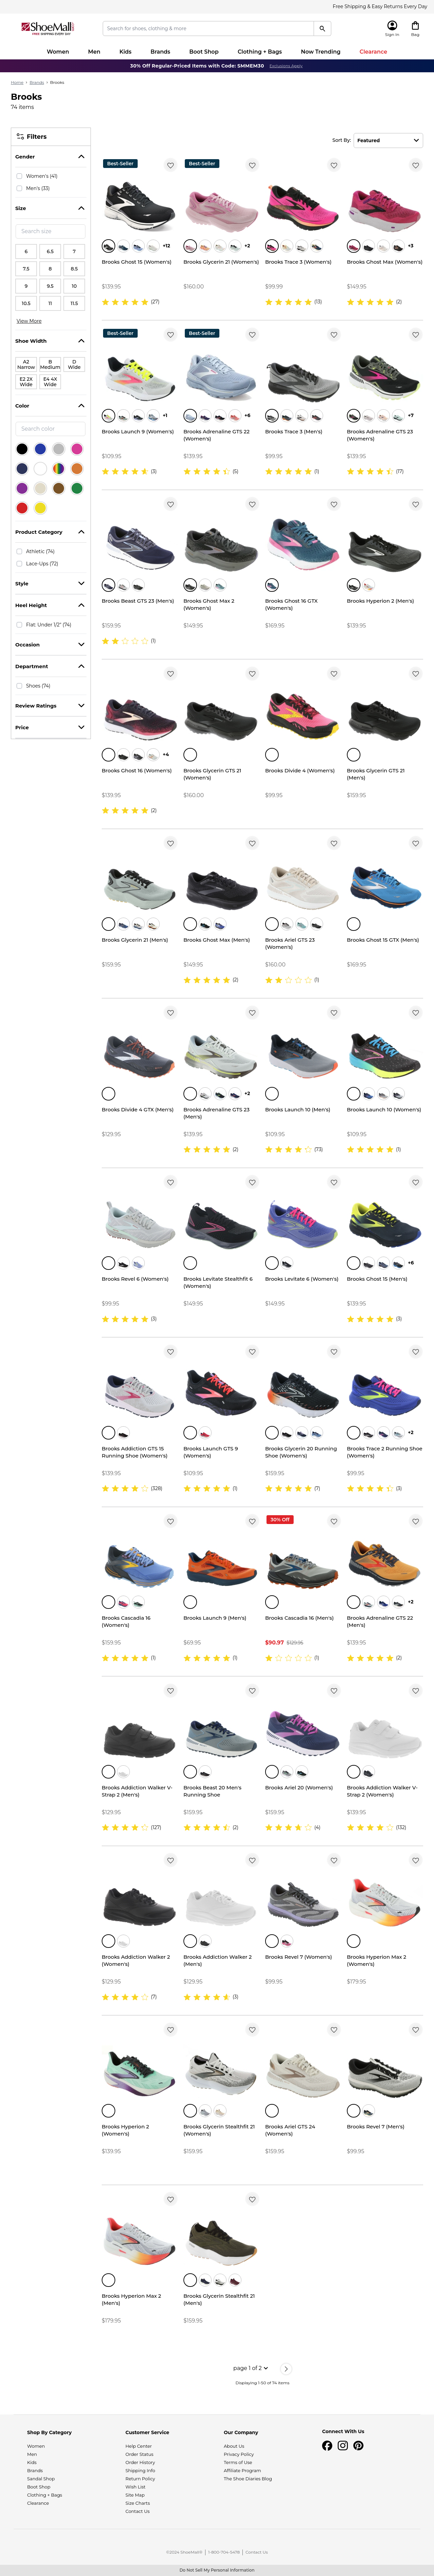 Free Shipping & Easy Returns Every Day
ShoeMall
FREE SHIPPING EVERY DAY
Search for shoes, clothing & more
Sign In
Bag
Women Men Kids Brands Boot Shop Clothing + Bags Now Trending Clearance
30% Off Regular-Priced Items with Code: SMMEM30 Exclusions Apply
Home > Brands > Brooks
Brooks
74 items
Filters
Sort By: Featured
Gender
Women's (41)
Men's (33)
Size
Search size
6 6.5 7
7.5 8 8.5
9 9.5 10
10.5 11 11.5
View More
Shoe Width
A2 Narrow
B Medium
D Wide
E2 2X Wide
E4 4X Wide
Color
Search color
Product Category
Athletic (74)
Lace-Ups (72)
Style
Heel Height
Flat: Under 1/2" (74)
Occasion
Department
Shoes (74)
Review Ratings
Price
Best-Seller
+12
Brooks Ghost 15 (Women's)
$139.95
(27)
Best-Seller
+2
Brooks Glycerin 21 (Women's)
$160.00
Brooks Trace 3 (Women's)
$99.99
(13)
+3
Brooks Ghost Max (Women's)
$149.95
(2)
Best-Seller
+1
Brooks Launch 9 (Women's)
$109.95
(3)
Best-Seller
+6
Brooks Adrenaline GTS 22
(Women's)
$139.95
(5)
Brooks Trace 3 (Men's)
$99.95
(1)
+7
Brooks Adrenaline GTS 23
(Women's)
$139.95
(17)
Brooks Beast GTS 23 (Men's)
$159.95
(1)
Brooks Ghost Max 2
(Women's)
$149.95
Brooks Ghost 16 GTX
(Women's)
$169.95
Brooks Hyperion 2 (Men's)
$139.95
+4
Brooks Ghost 16 (Women's)
$139.95
(2)
Brooks Glycerin GTS 21
(Women's)
$160.00
Brooks Divide 4 (Women's)
$99.95
Brooks Glycerin GTS 21
(Men's)
$159.95
Brooks Glycerin 21 (Men's)
$159.95
Brooks Ghost Max (Men's)
$149.95
(2)
Brooks Ariel GTS 23
(Women's)
$160.00
(1)
Brooks Ghost 15 GTX (Men's)
$169.95
Brooks Divide 4 GTX (Men's)
$129.95
+2
Brooks Adrenaline GTS 23
(Men's)
$139.95
(2)
Brooks Launch 10 (Men's)
$109.95
(73)
Brooks Launch 10 (Women's)
$109.95
(1)
Brooks Revel 6 (Women's)
$99.95
(3)
Brooks Levitate Stealthfit 6
(Women's)
$149.95
Brooks Levitate 6 (Women's)
$149.95
+6
Brooks Ghost 15 (Men's)
$139.95
(3)
Brooks Addiction GTS 15
Running Shoe (Women's)
$139.95
(328)
Brooks Launch GTS 9
(Women's)
$109.95
(1)
Brooks Glycerin 20 Running
Shoe (Women's)
$159.95
(7)
+2
Brooks Trace 2 Running Shoe
(Women's)
$99.95
(3)
Brooks Cascadia 16
(Women's)
$159.95
(1)
Brooks Launch 9 (Men's)
$69.95
(1)
30% Off
Brooks Cascadia 16 (Men's)
$90.97 $129.95
(1)
+2
Brooks Adrenaline GTS 22
(Men's)
$139.95
(2)
Brooks Addiction Walker V-
Strap 2 (Men's)
$129.95
(127)
Brooks Beast 20 Men's
Running Shoe
$159.95
(2)
Brooks Ariel 20 (Women's)
$159.95
(4)
Brooks Addiction Walker V-
Strap 2 (Women's)
$139.95
(132)
Brooks Addiction Walker 2
(Women's)
$129.95
(7)
Brooks Addiction Walker 2
(Men's)
$129.95
(3)
Brooks Revel 7 (Women's)
$99.95
Brooks Hyperion Max 2
(Women's)
$179.95
Brooks Hyperion 2
(Women's)
$139.95
Brooks Glycerin Stealthfit 21
(Women's)
$159.95
Brooks Ariel GTS 24
(Women's)
$159.95
Brooks Revel 7 (Men's)
$99.95
Brooks Hyperion Max 2
(Men's)
$179.95
Brooks Glycerin Stealthfit 21
(Men's)
$159.95
page 1 of 2
Displaying 1-50 of 74 items
Shop By Category
Women
Men
Kids
Brands
Sandal Shop
Boot Shop
Clothing + Bags
Clearance
Customer Service
Help Center
Order Status
Order History
Shipping Info
Return Policy
Wish List
Site Map
Size Charts
Contact Us
Our Company
About Us
Privacy Policy
Terms of Use
Affiliate Program
The Shoe Diaries Blog
Connect With Us
©2024 ShoeMall® | 1-800-704-5478 | Contact Us
Do Not Sell My Personal Information